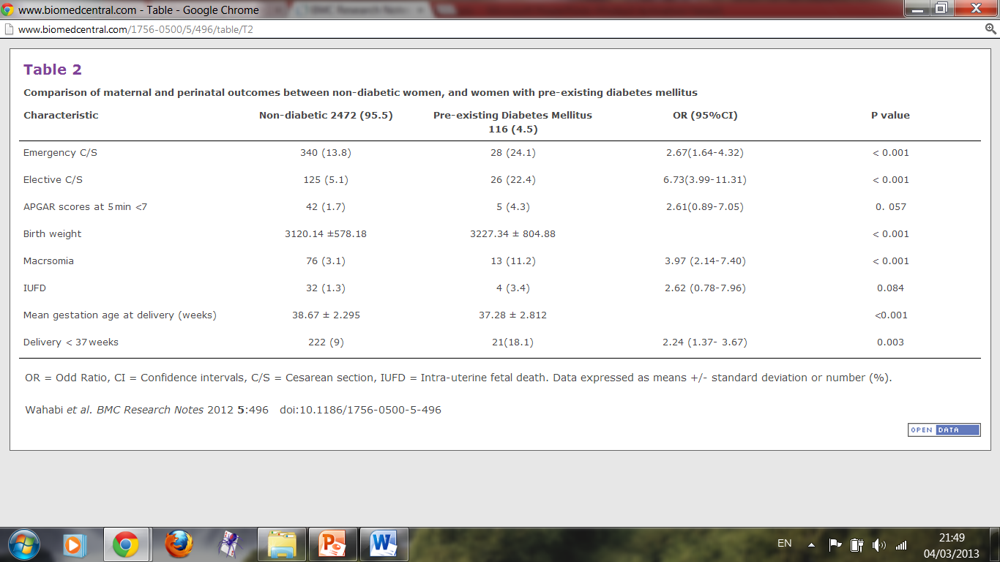 www.biomedcentral.com - Table - Google Chrome
BMC Research Note
www.biomedcentral.com/1756-0500/5/496/table/T2
Table 2
Comparison of maternal and perinatal outcomes between non-diabetic women, and women with pre-existing diabetes mellitus
Characteristic Non-diabetic 2472 (95.5) Pre-existing Diabetes Mellitus 116 (4.5) OR (95%CI) P value
Emergency C/S 340 (13.8) 28 (24.1) 2.67(1.64-4.32) < 0.001
Elective C/S 125 (5.1) 26 (22.4) 6.73(3.99-11.31) < 0.001
APGAR scores at 5 min <7 42 (1.7) 5 (4.3) 2.61(0.89-7.05) 0. 057
Birth weight 3120.14 ±578.18 3227.34 ± 804.88 < 0.001
Macrsomia 76 (3.1) 13 (11.2) 3.97 (2.14-7.40) < 0.001
IUFD 32 (1.3) 4 (3.4) 2.62 (0.78-7.96) 0.084
Mean gestation age at delivery (weeks) 38.67 ± 2.295 37.28 ± 2.812 <0.001
Delivery < 37 weeks 222 (9) 21(18.1) 2.24 (1.37- 3.67) 0.003
OR = Odd Ratio, CI = Confidence intervals, C/S = Cesarean section, IUFD = Intra-uterine fetal death. Data expressed as means +/- standard deviation or number (%).
Wahabi et al. BMC Research Notes 2012 5:496 doi:10.1186/1756-0500-5-496
OPEN DATA
EN
21:49
04/03/2013